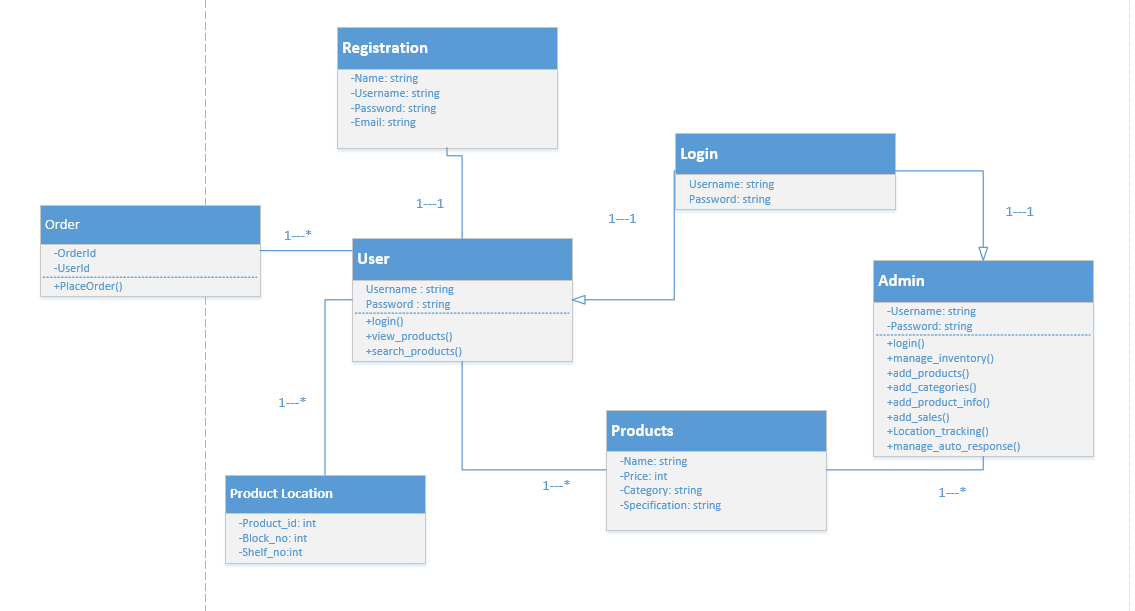 Registration
-Name: string
-Username: string
-Password: string
-Email: string
1---1
Login
Username: string
Password: string
1---1
1---1
Order
-OrderId
-UserId
+PlaceOrder()
1---*
User
Username : string
Password : string
+login()
+view_products()
+search_products()
Admin
-Username: string
-Password: string
+login()
+manage_inventory()
+add_products()
+add_categories()
+add_product_info()
+add_sales()
+Location_tracking()
+manage_auto_response()
1---*
Products
-Name: string
-Price: int
-Category: string
-Specification: string
1---*
1---*
Product Location
-Product_id: int
-Block_no: int
-Shelf_no:int